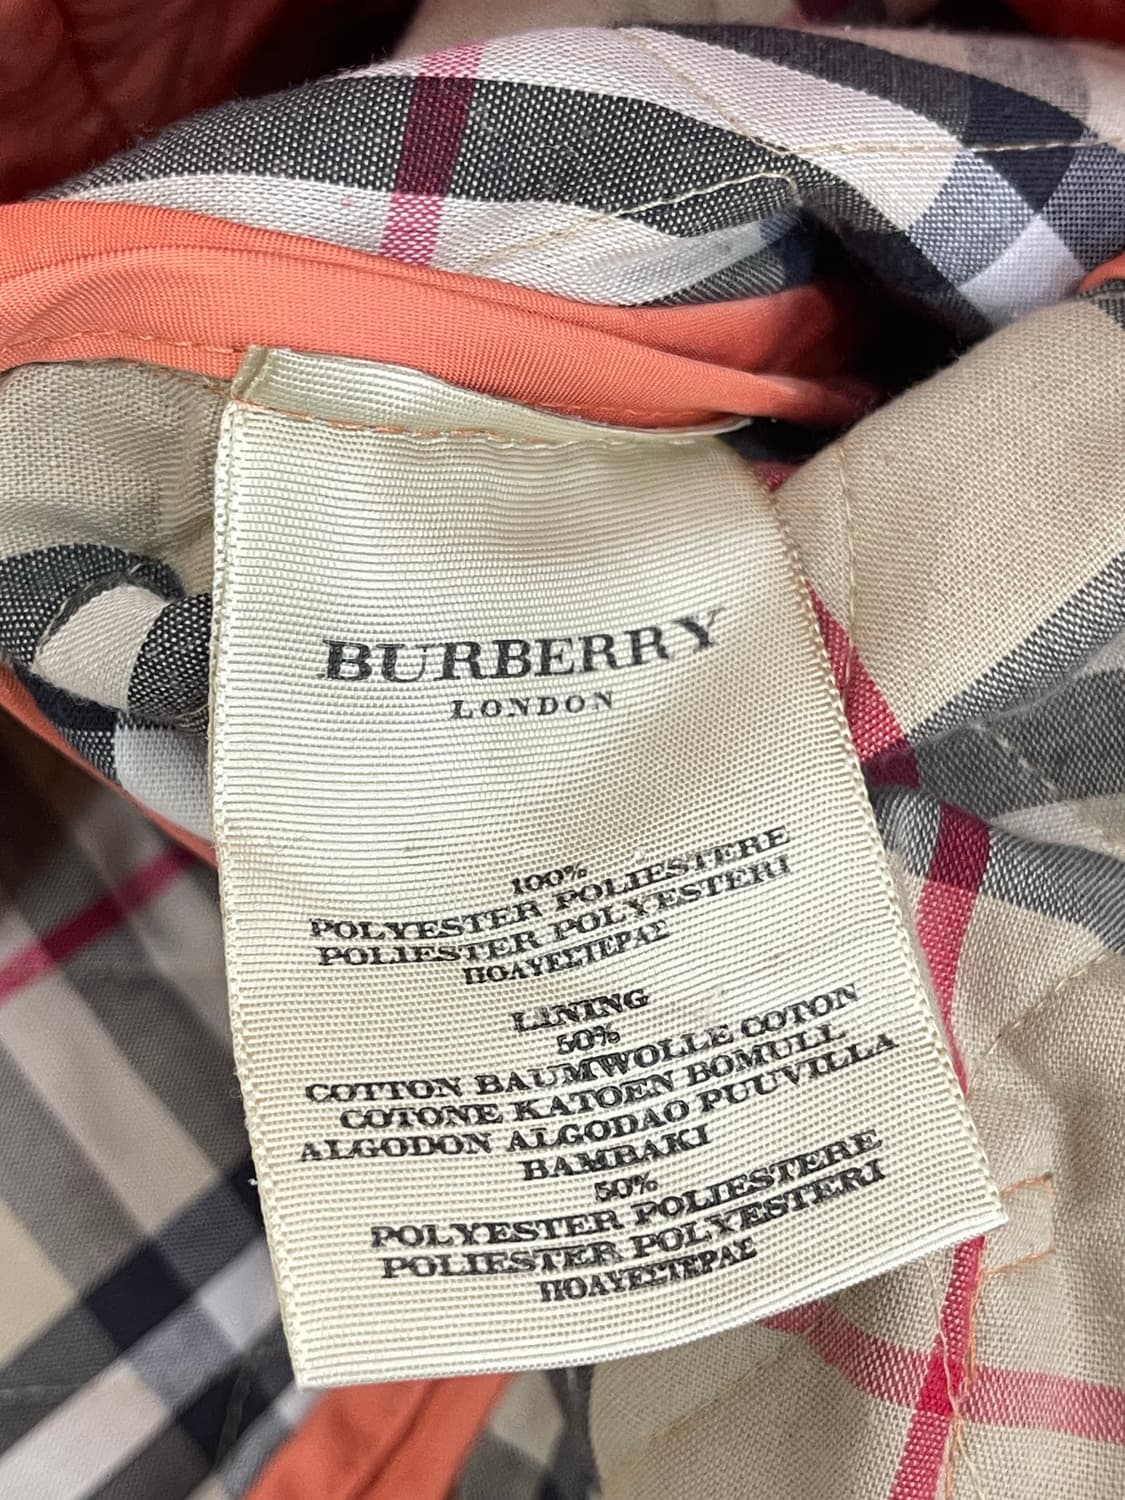 BURBERRY
LONDON
100%
POLYESTER POLIESTERE
POLIESTER POLYESTERI
ΠΟΛΥΕΣΤΕΡΑΣ
LINING
50%
COTTON BAUMWOLLE COTON
COTONE KATOEN BOMULL
ALGODON ALGODAO PUUVILLA
BAMBAKI
50%
POLYESTER POLIESTERE
POLIESTER POLYESTERI
ΠΟΛΥΕΣΤΕΡΑΣ